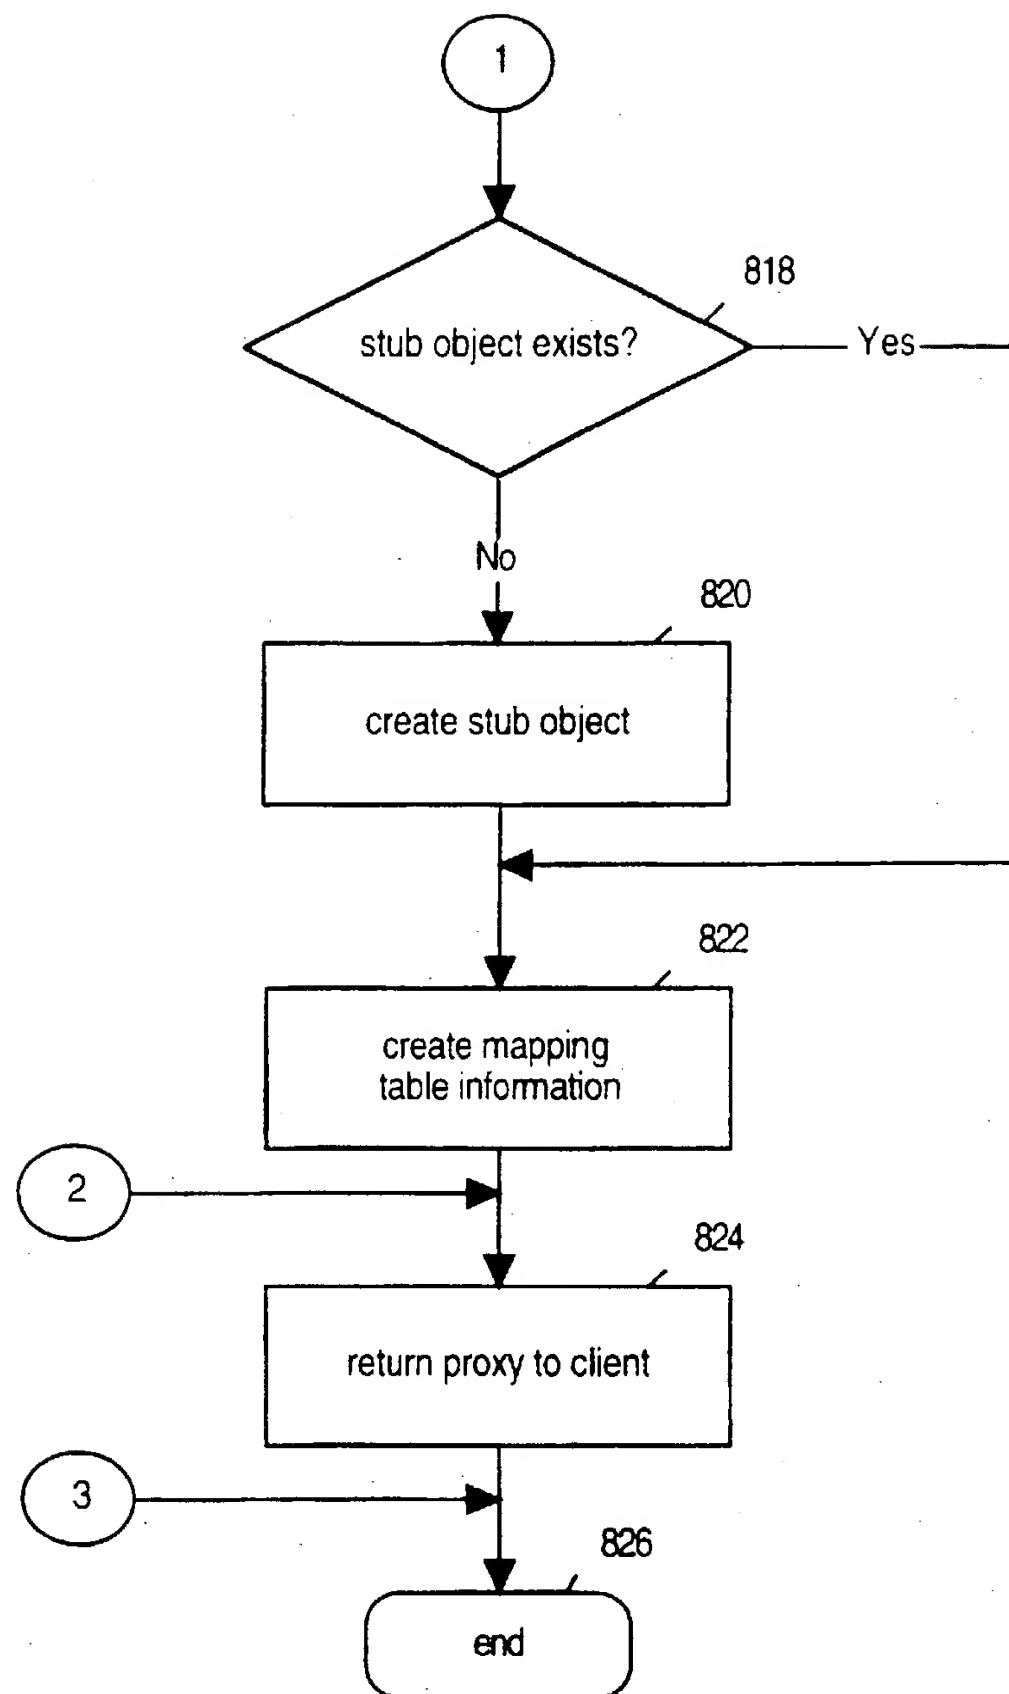 1
818
stub object exists?
Yes
No
820
create stub object
822
create mapping
table information
2
824
return proxy to client
3
826
end